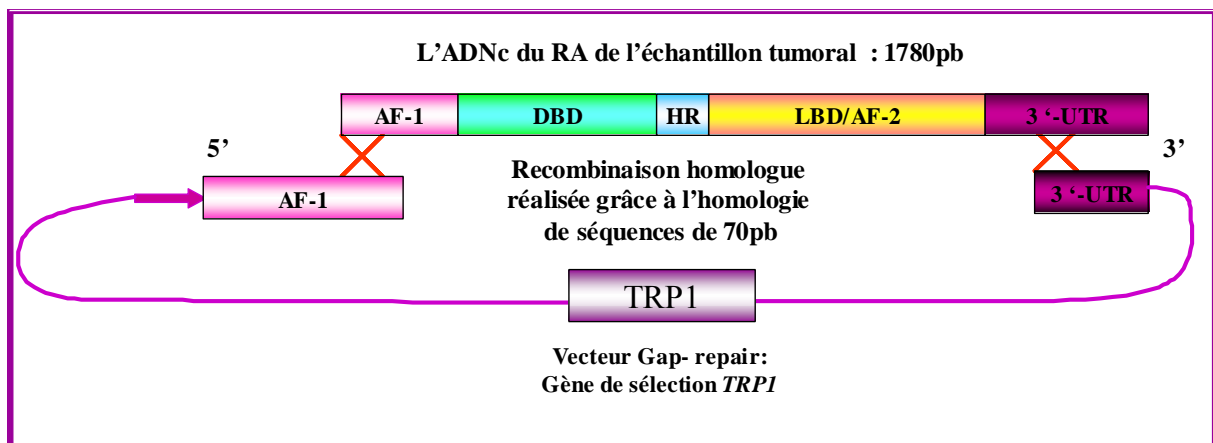 L'ADNc du RA de l'échantillon tumoral : 1780pb
AF-1 DBD HR LBD/AF-2 3 '-UTR
5' 3'
Recombinaison homologue
réalisée grâce à l'homologie
de séquences de 70pb
AF-1 3 '-UTR
TRP1
Vecteur Gap- repair:
Gène de sélection TRP1